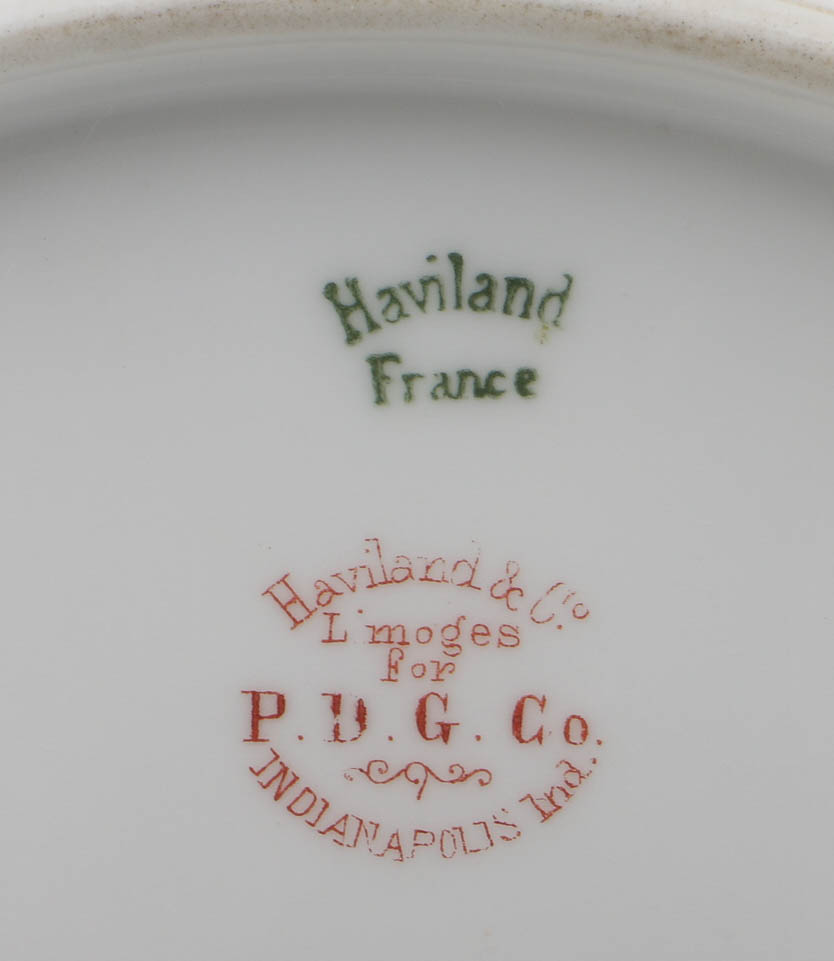 Haviland
France
Haviland & Co.
Limoges
For
P. D. G. Co.
INDIANAPOLIS Ind.